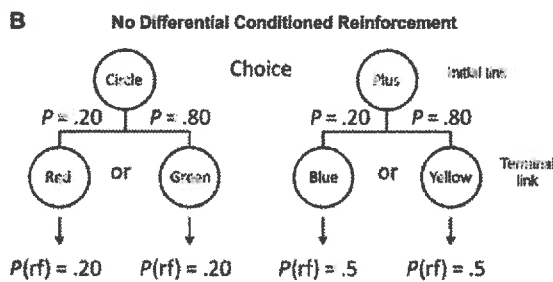 B No Differential Conditioned Reinforcement
Circle Choice Plus Initial link
P = .20 P = .80 P = .20 P = .80
Red or Green Blue or Yellow Terminal
link
P(rf) = .20 P(rf) = .20 P(rf) = .5 P(rf) = .5